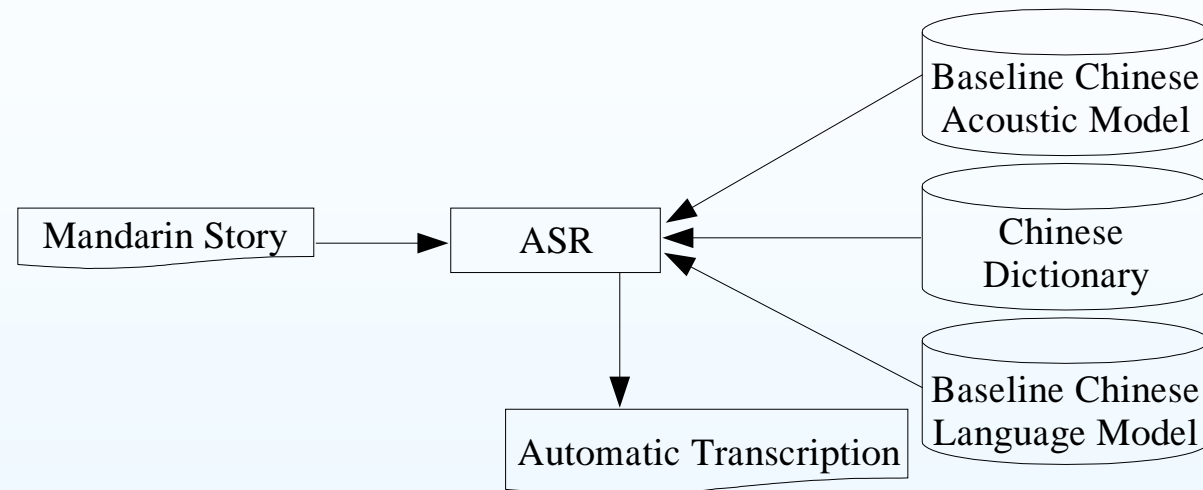 Baseline Chinese
Acoustic Model
Mandarin Story
ASR
Chinese
Dictionary
Baseline Chinese
Language Model
Automatic Transcription